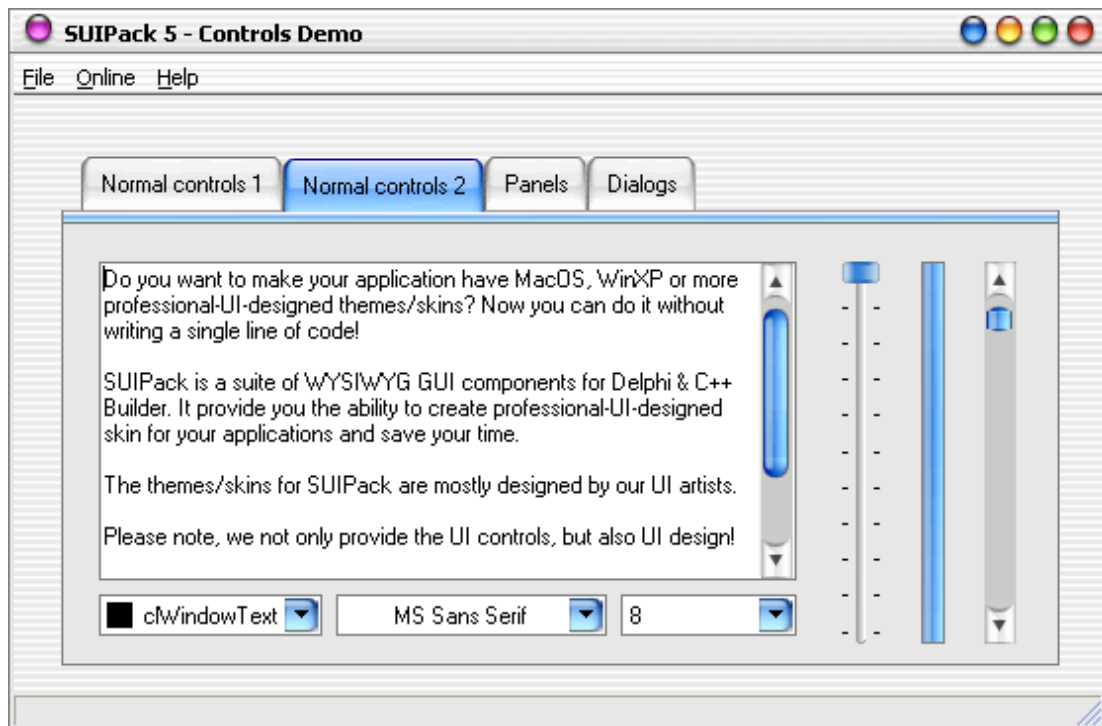 SUIPack 5 - Controls Demo
File Online Help
Normal controls 1 Normal controls 2 Panels Dialogs
Do you want to make your application have MacOS, WinXP or more
professional-UI-designed themes/skins? Now you can do it without
writing a single line of code!
SUIPack is a suite of WYSIWYG GUI components for Delphi & C++
Builder. It provide you the ability to create professional-UI-designed
skin for your applications and save your time.
The themes/skins for SUIPack are mostly designed by our UI artists.
Please note, we not only provide the UI controls, but also UI design!
clWindowText MS Sans Serif 8